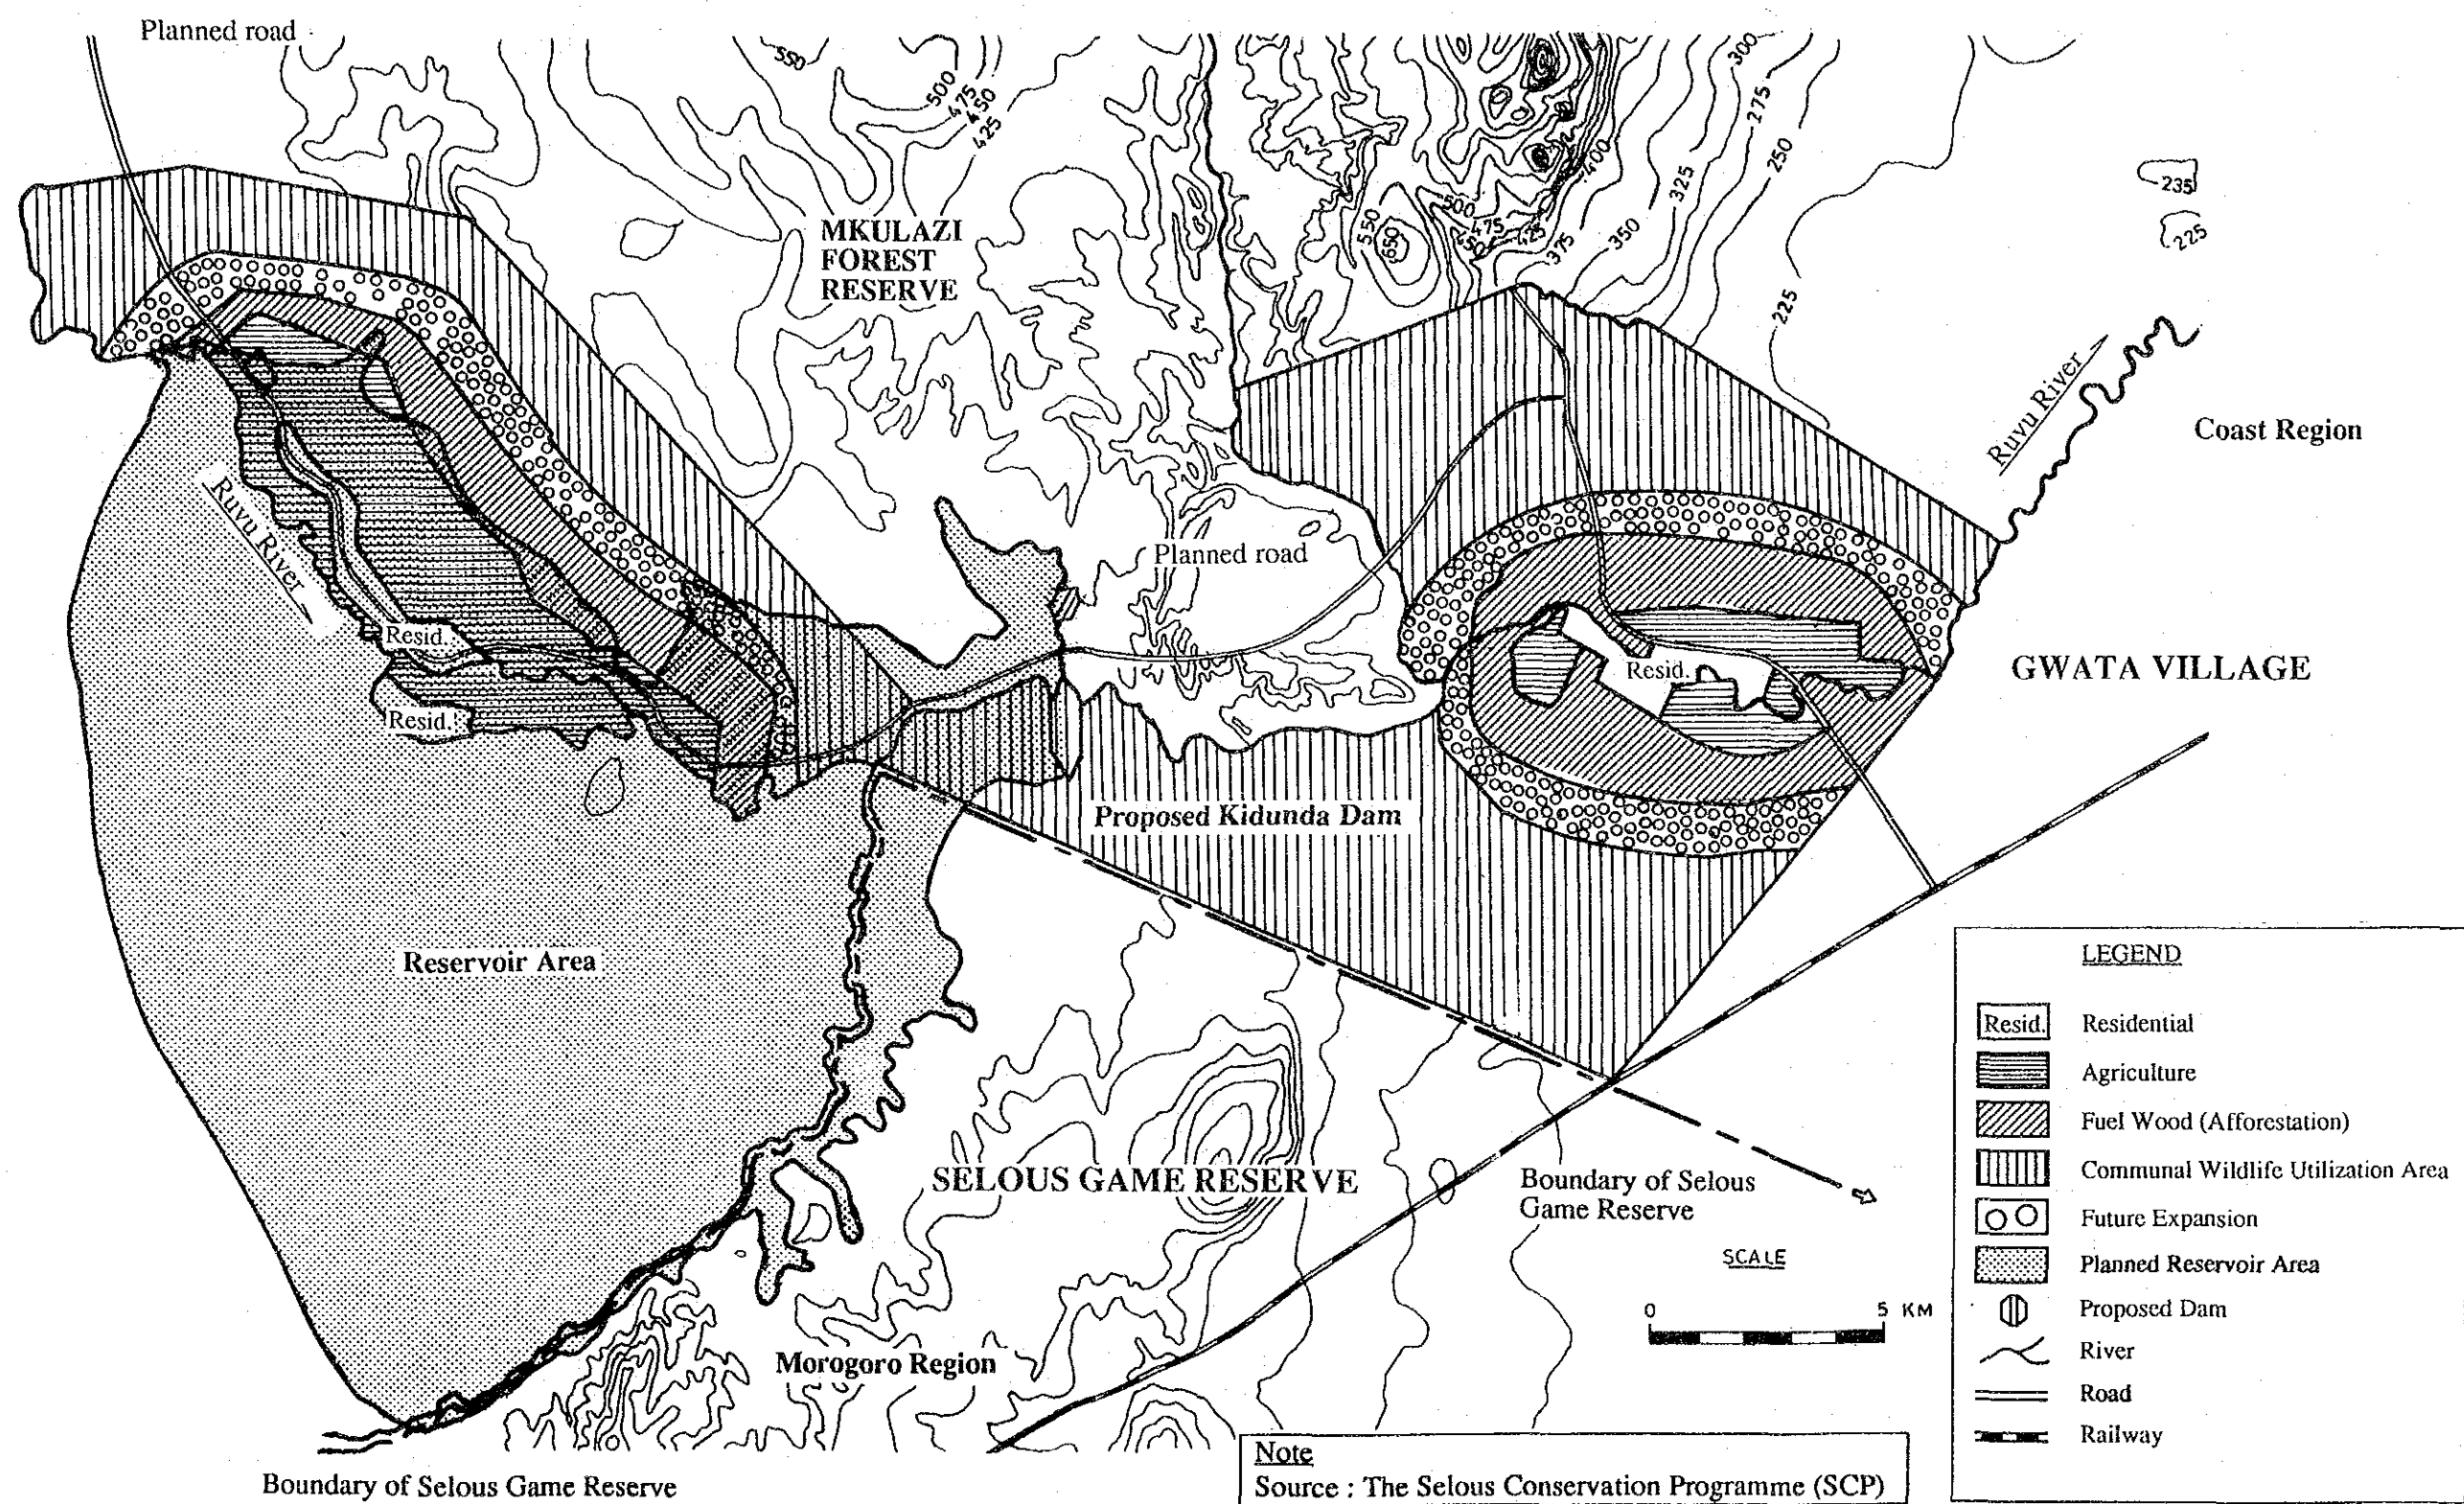 Planned road
550
500
475
450
425
300
275
250
400
325
350
375
500
475
450
425
550
650
235
225
225
MKULAZI
FOREST
RESERVE
Ruvu River
Coast Region
Ruvu River
Planned road
GWATA VILLAGE
Resid.
Resid.
Resid.
Proposed Kidunda Dam
Reservoir Area
SELOUS GAME RESERVE
Boundary of Selous
Game Reserve
SCALE
0 5 KM
Morogoro Region
Boundary of Selous Game Reserve
Note
Source : The Selous Conservation Programme (SCP)
LEGEND
Resid. Residential
Agriculture
Fuel Wood (Afforestation)
Communal Wildlife Utilization Area
Future Expansion
Planned Reservoir Area
Proposed Dam
River
Road
Railway